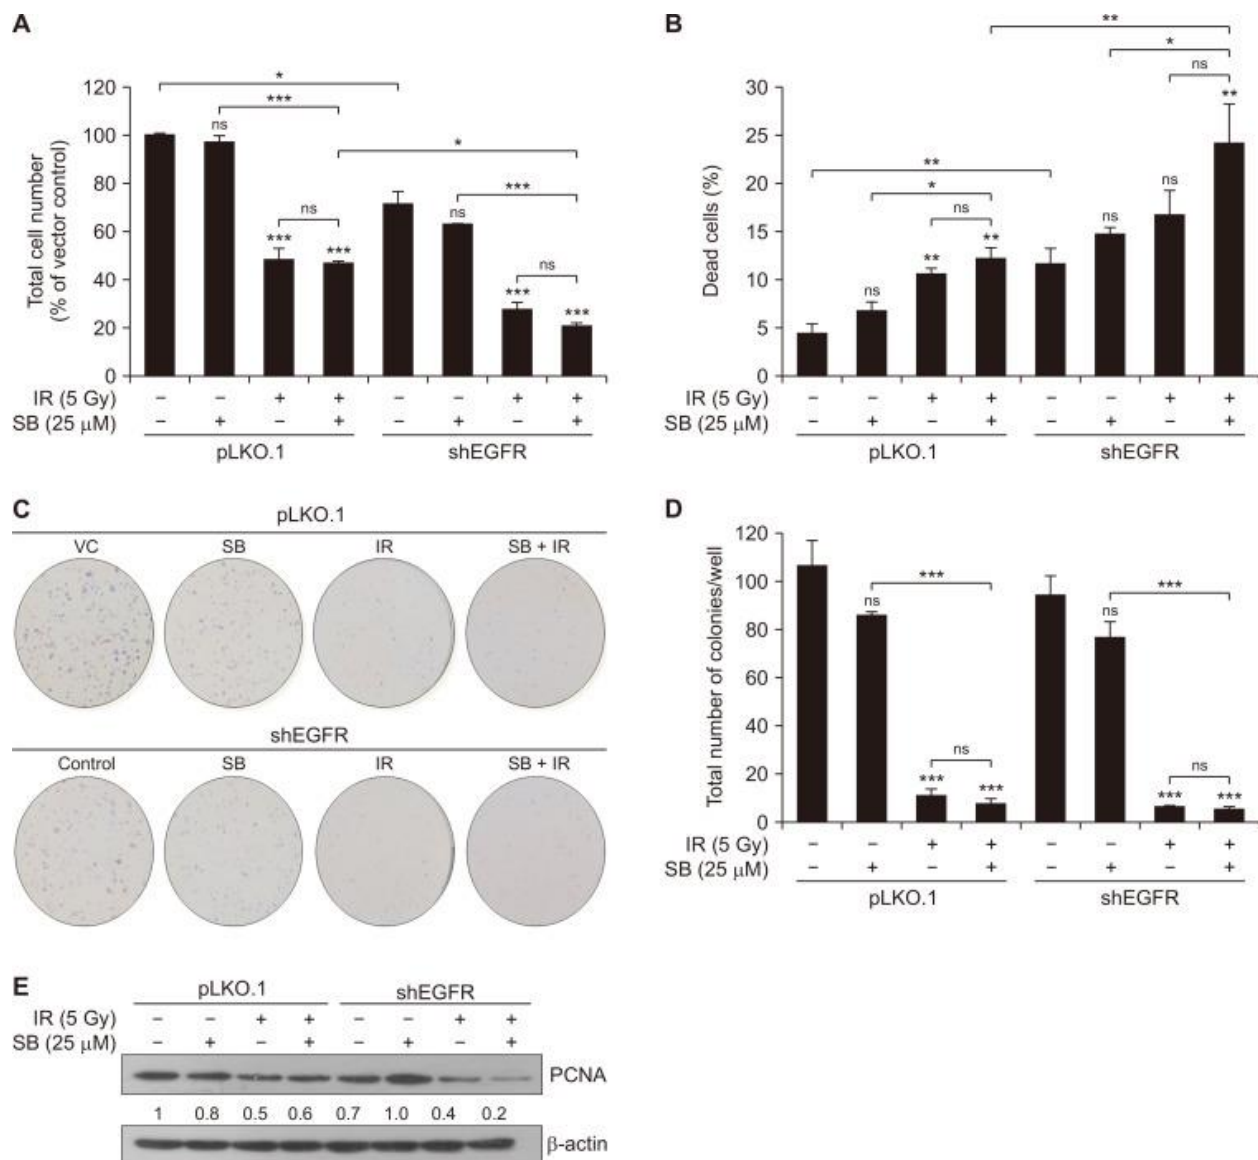 A
*
***
*
***
ns
ns
ns
ns
***
***
***
***
120
100
80
60
40
20
0
Total cell number
(% of vector control)
IR (5 Gy) – – + + – – + +
SB (25 μM) – + – + – + – +
pLKO.1 shEGFR
B
**
*
ns
**
**
*
ns
ns
ns
ns
**
**
ns
30
25
20
15
10
5
0
Dead cells (%)
IR (5 Gy) – – + + – – + +
SB (25 μM) – + – + – + – +
pLKO.1 shEGFR
C
pLKO.1
VC SB IR SB + IR
shEGFR
Control SB IR SB + IR
D
***
***
ns
ns
ns
ns
***
***
***
***
120
100
80
60
40
20
0
Total number of colonies/well
IR (5 Gy) – – + + – – + +
SB (25 μM) – + – + – + – +
pLKO.1 shEGFR
E
pLKO.1 shEGFR
IR (5 Gy) – – + + – – + +
SB (25 μM) – + – + – + – +
PCNA
1 0.8 0.5 0.6 0.7 1.0 0.4 0.2
β-actin